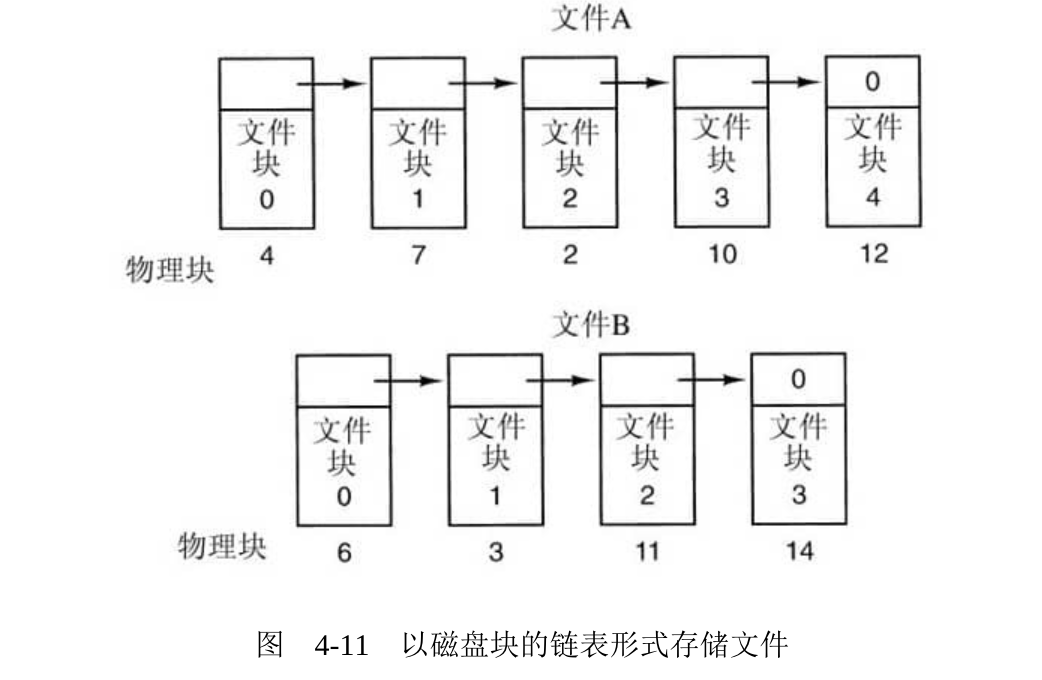 文件A
0
文件 文件 文件 文件 文件
块 块 块 块 块
0 1 2 3 4
物理块 4 7 2 10 12
文件B
0
文件 文件 文件 文件
块 块 块 块
0 1 2 3
物理块 6 3 11 14
图 4-11 以磁盘块的链表形式存储文件